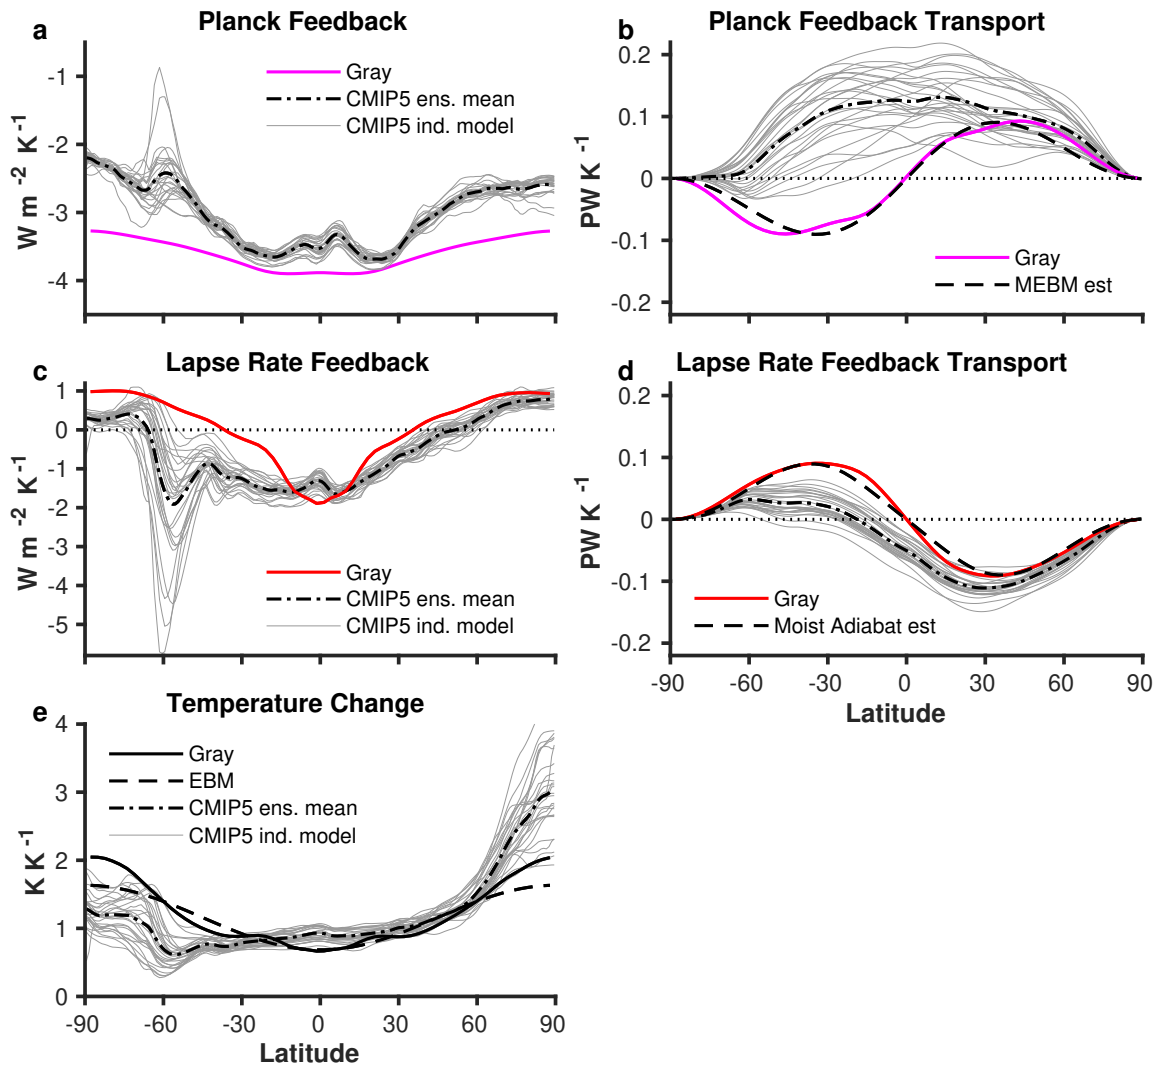 a Planck Feedback
W m -2 K -1
-1
-2
-3
-4
Gray
CMIP5 ens. mean
CMIP5 ind. model
b Planck Feedback Transport
PW K -1
0.2
0.1
0
-0.1
-0.2
Gray
MEBM est
c Lapse Rate Feedback
W m -2 K -1
1
0
-1
-2
-3
-4
-5
Gray
CMIP5 ens. mean
CMIP5 ind. model
d Lapse Rate Feedback Transport
PW K -1
0.2
0.1
0
-0.1
-0.2
Gray
Moist Adiabat est
-90 -60 -30 0 30 60 90
Latitude
e Temperature Change
K K -1
4
3
2
1
0
Gray
EBM
CMIP5 ens. mean
CMIP5 ind. model
-90 -60 -30 0 30 60 90
Latitude